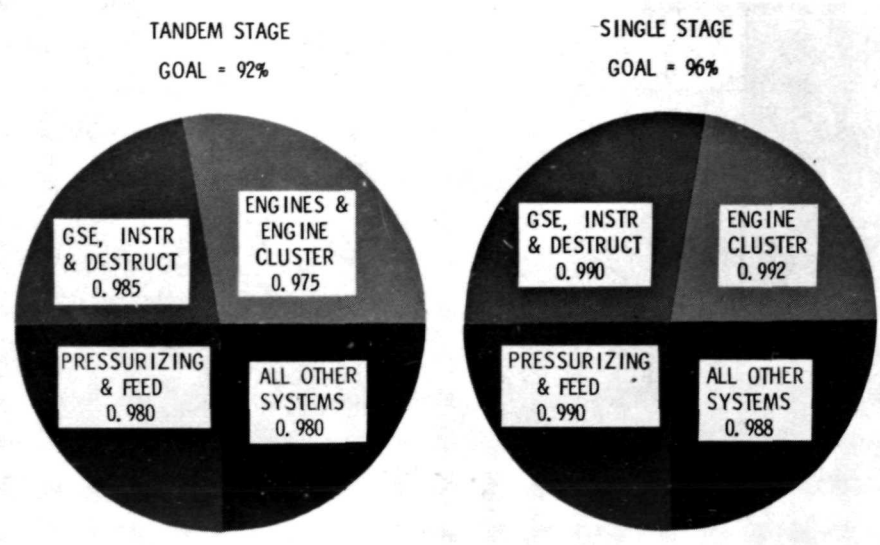 TANDEM STAGE
GOAL = 92%
GSE, INSTR
& DESTRUCT
0.985
ENGINES &
ENGINE
CLUSTER
0.975
PRESSURIZING
& FEED
0.980
ALL OTHER
SYSTEMS
0.980
SINGLE STAGE
GOAL = 96%
GSE, INSTR
& DESTRUCT
0.990
ENGINE
CLUSTER
0.992
PRESSURIZING
& FEED
0.990
ALL OTHER
SYSTEMS
0.988